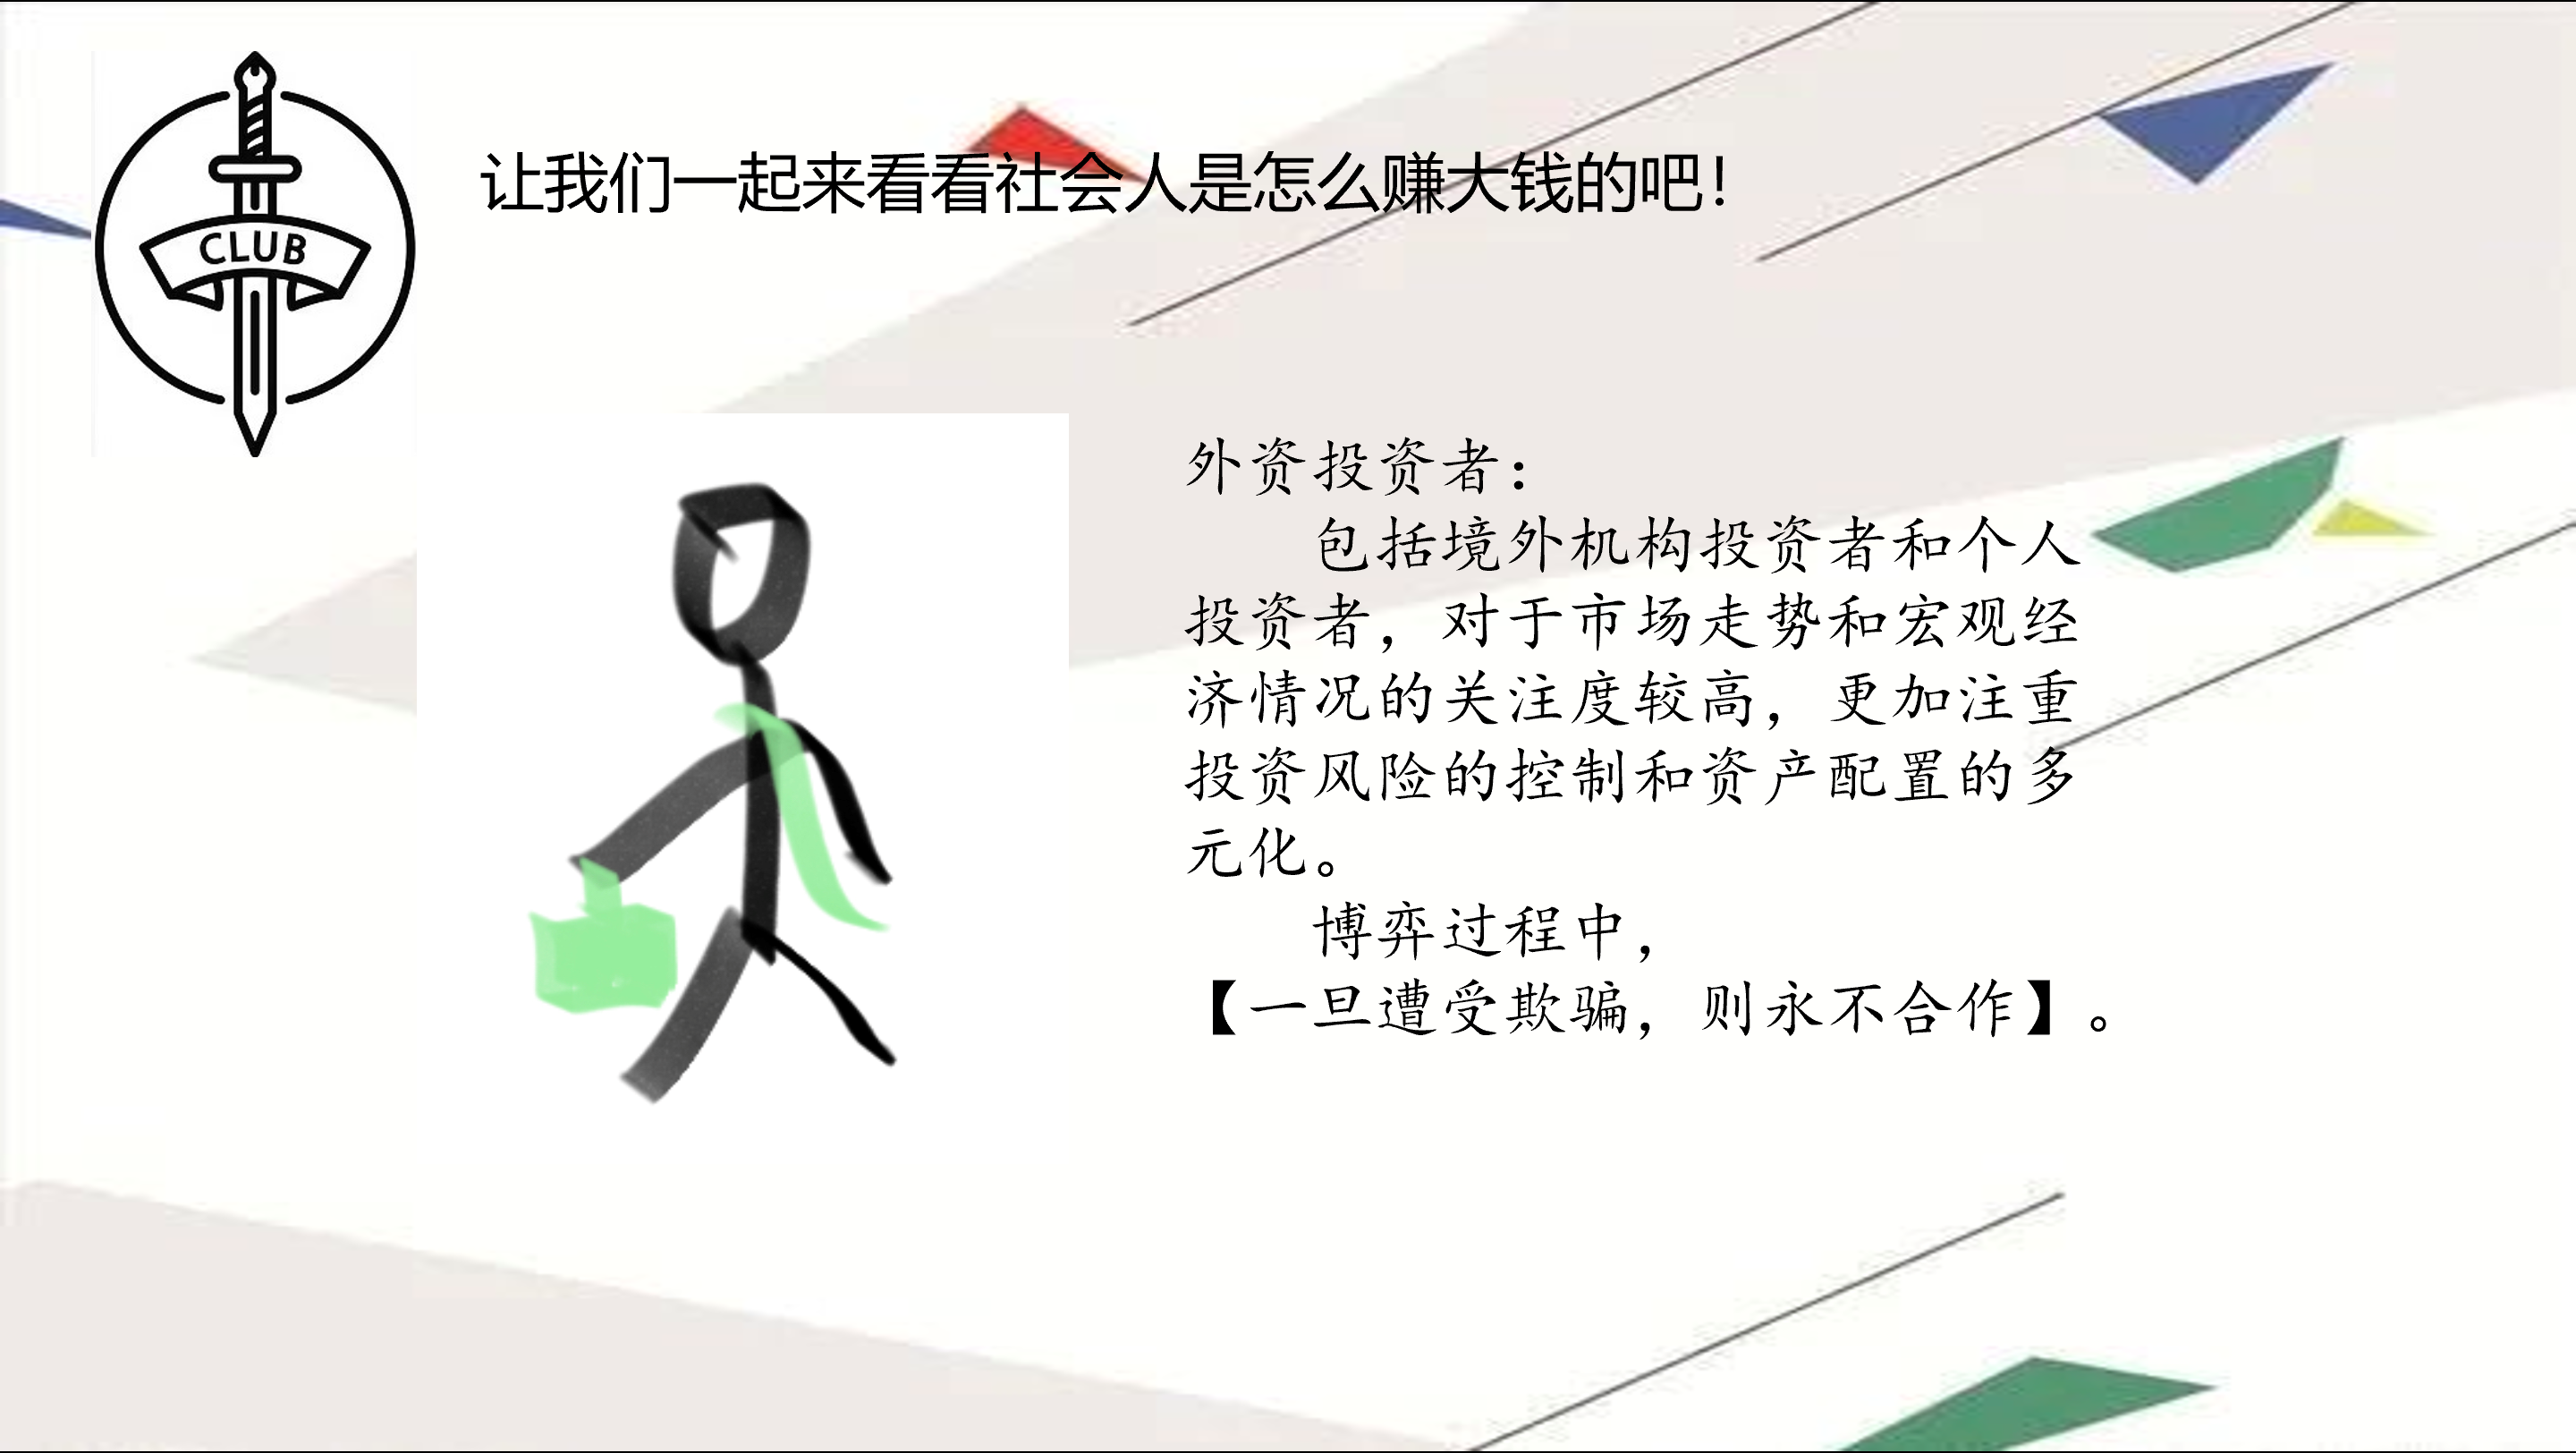 CLUB
让我们一起来看看社会人是怎么赚大钱的吧！
外资投资者：
包括境外机构投资者和个人
投资者，对于市场走势和宏观经
济情况的关注度较高，更加注重
投资风险的控制和资产配置的多
元化。
博弈过程中，
【一旦遭受欺骗，则永不合作】。